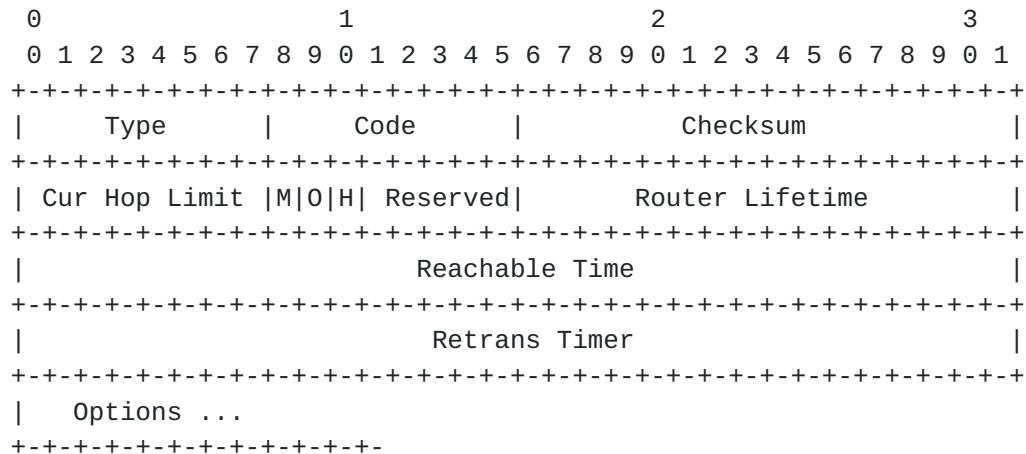 0                   1                   2                   3
 0 1 2 3 4 5 6 7 8 9 0 1 2 3 4 5 6 7 8 9 0 1 2 3 4 5 6 7 8 9 0 1
+-+-+-+-+-+-+-+-+-+-+-+-+-+-+-+-+-+-+-+-+-+-+-+-+-+-+-+-+-+-+-+-+
|     Type      |     Code      |          Checksum             |
+-+-+-+-+-+-+-+-+-+-+-+-+-+-+-+-+-+-+-+-+-+-+-+-+-+-+-+-+-+-+-+-+
| Cur Hop Limit |M|O|H| Reserved|       Router Lifetime         |
+-+-+-+-+-+-+-+-+-+-+-+-+-+-+-+-+-+-+-+-+-+-+-+-+-+-+-+-+-+-+-+-+
|                         Reachable Time                        |
+-+-+-+-+-+-+-+-+-+-+-+-+-+-+-+-+-+-+-+-+-+-+-+-+-+-+-+-+-+-+-+-+
|                          Retrans Timer                        |
+-+-+-+-+-+-+-+-+-+-+-+-+-+-+-+-+-+-+-+-+-+-+-+-+-+-+-+-+-+-+-+-+
|   Options ...
+-+-+-+-+-+-+-+-+-+-+-+-